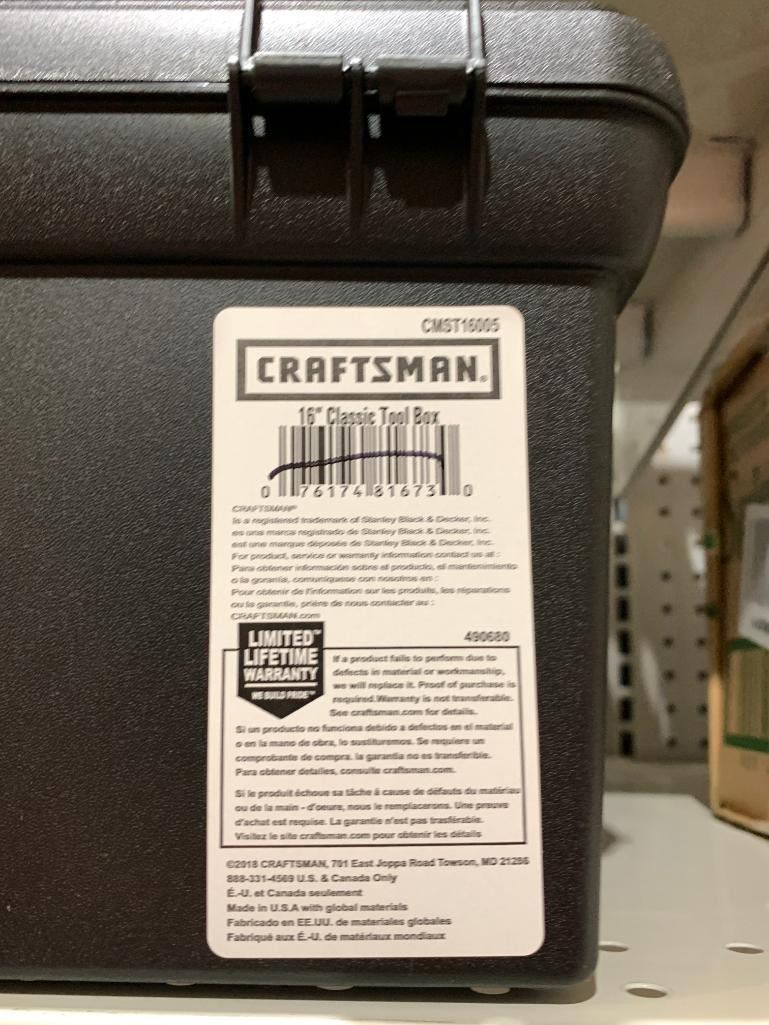 CMST16005
CRAFTSMAN®
16" Classic Tool Box
0 76174 81673 0
CRAFTSMAN®
is a registered trademark of Stanley Black & Decker, Inc.
es una marca registrado de Stanley Black & Decker, Inc.
est une marque déposée de Stanley Black & Decker, Inc.
For product, service or warranty information contact us at :
Para obtener información sobre el producto, el mantenimiento
o la garantía, comuníquese con nosotros en :
Pour obtenir de l'information sur les produits, les réparations
ou la garantie, prière de nous contacter au :
CRAFTSMAN.com
LIMITED™
LIFETIME
WARRANTY
WE BUILD PRIDE™
490680
If a product fails to perform due to
defects in material or workmanship,
we will replace it. Proof of purchase is
required.Warranty is not transferable.
See craftsman.com for details.
Si un producto no funciona debido a defectos en el material
o en la mano de obra, lo sustituiremos. Se requiere un
comprobante de compra. la garantia no es transferible.
Para obtener detalles, consulte craftsman.com.
Si le produit échoue sa tâche à cause de défauts du matériau
ou de la main - d'oeure, nous le remplacerons. Une preuve
d'achat est requise. La garantie n'est pas trasférable.
Visitez le site craftsman.com pour obtenir les détails
©2018 CRAFTSMAN, 701 East Joppa Road Towson, MD 21286
888-331-4569 U.S. & Canada Only
É.-U. et Canada seulement
Made in U.S.A with global materials
Fabricado en EE.UU. de materiales globales
Fabriqué aux É.-U. de matériaux mondiaux